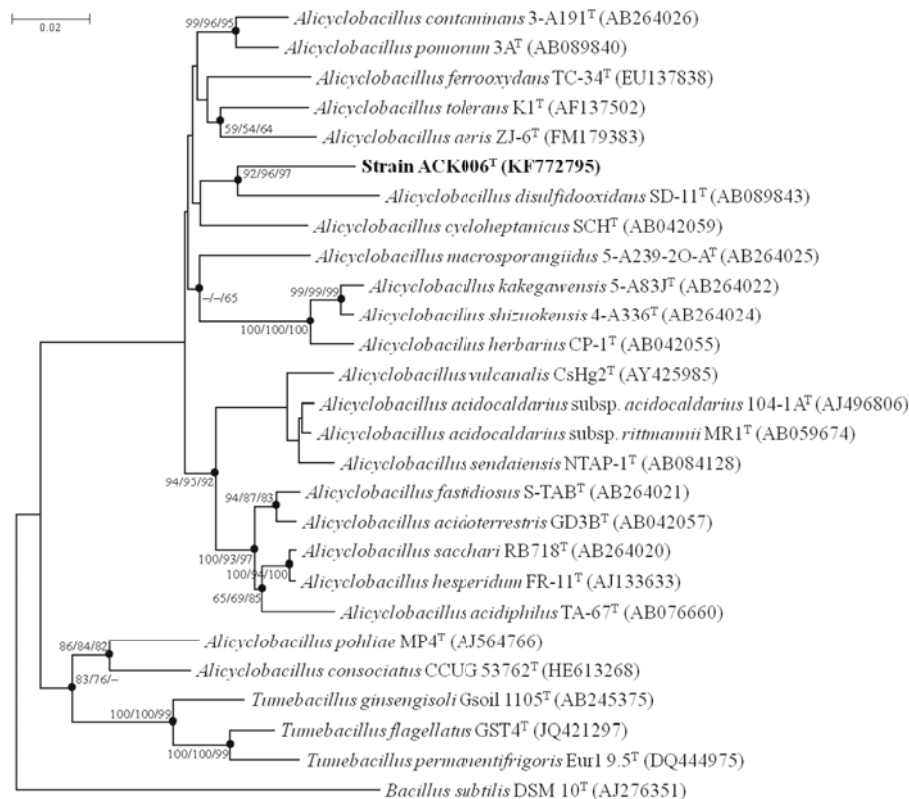 0.02
99/96/95
Alicyclobacillus contaminans 3-A191ᵀ (AB264026)
Alicyclobacillus pomorum 3Aᵀ (AB089840)
Alicyclobacillus ferrooxydans TC-34ᵀ (EU137838)
Alicyclobacillus tolerans K1ᵀ (AF137502)
59/54/64
Alicyclobacillus aeris ZJ-6ᵀ (FM179383)
Strain ACK006ᵀ (KF772795)
92/96/97
Alicyclobacillus disulfidooxidans SD-11ᵀ (AB089843)
Alicyclobacillus cycloheptanicus SCHᵀ (AB042059)
Alicyclobacillus macrosporangiidus 5-A239-2O-Aᵀ (AB264025)
–/–/65
Alicyclobacillus kakegawensis 5-A83Jᵀ (AB264022)
99/99/99
Alicyclobacillus shizuokensis 4-A336ᵀ (AB264024)
100/100/100
Alicyclobacillus herbarius CP-1ᵀ (AB042055)
Alicyclobacillus vulcanalis CsHg2ᵀ (AY425985)
Alicyclobacillus acidocaldarius subsp. acidocaldarius 104-1Aᵀ (AJ496806)
Alicyclobacillus acidocaldarius subsp. rittmannii MR1ᵀ (AB059674)
Alicyclobacillus sendaiensis NTAP-1ᵀ (AB084128)
94/95/92
94/87/83
Alicyclobacillus fastidiosus S-TABᵀ (AB264021)
Alicyclobacillus acidoterrestris GD3Bᵀ (AB042057)
100/93/97
Alicyclobacillus sacchari RB718ᵀ (AB264020)
100/94/100
Alicyclobacillus hesperidum FR-11ᵀ (AJ133633)
65/69/85
Alicyclobacillus acidiphilus TA-67ᵀ (AB076660)
86/84/82
Alicyclobacillus pohliae MP4ᵀ (AJ564766)
Alicyclobacillus consociatus CCUG 53762ᵀ (HE613268)
83/76/–
Tumebacillus ginsengisoli Gsoil 1105ᵀ (AB245375)
100/100/99
Tumebacillus flagellatus GST4ᵀ (JQ421297)
100/100/99
Tumebacillus permanentifrigoris Eur1 9.5ᵀ (DQ444975)
Bacillus subtilis DSM 10ᵀ (AJ276351)